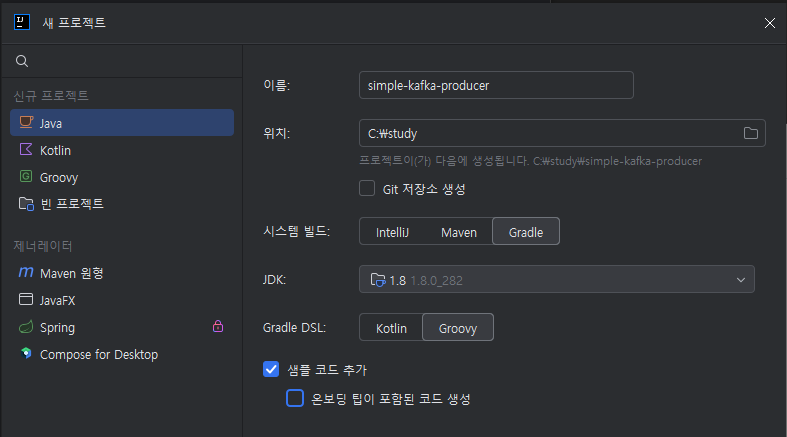 새 프로젝트
신규 프로젝트
Java
Kotlin
Groovy
빈 프로젝트
제너레이터
Maven 원형
JavaFX
Spring
Compose for Desktop
이름: simple-kafka-producer
위치: C:₩study
프로젝트이(가) 다음에 생성됩니다. C:₩study₩simple-kafka-producer
Git 저장소 생성
시스템 빌드: IntelliJ Maven Gradle
JDK: 1.8 1.8.0_282
Gradle DSL: Kotlin Groovy
샘플 코드 추가
온보딩 팁이 포함된 코드 생성